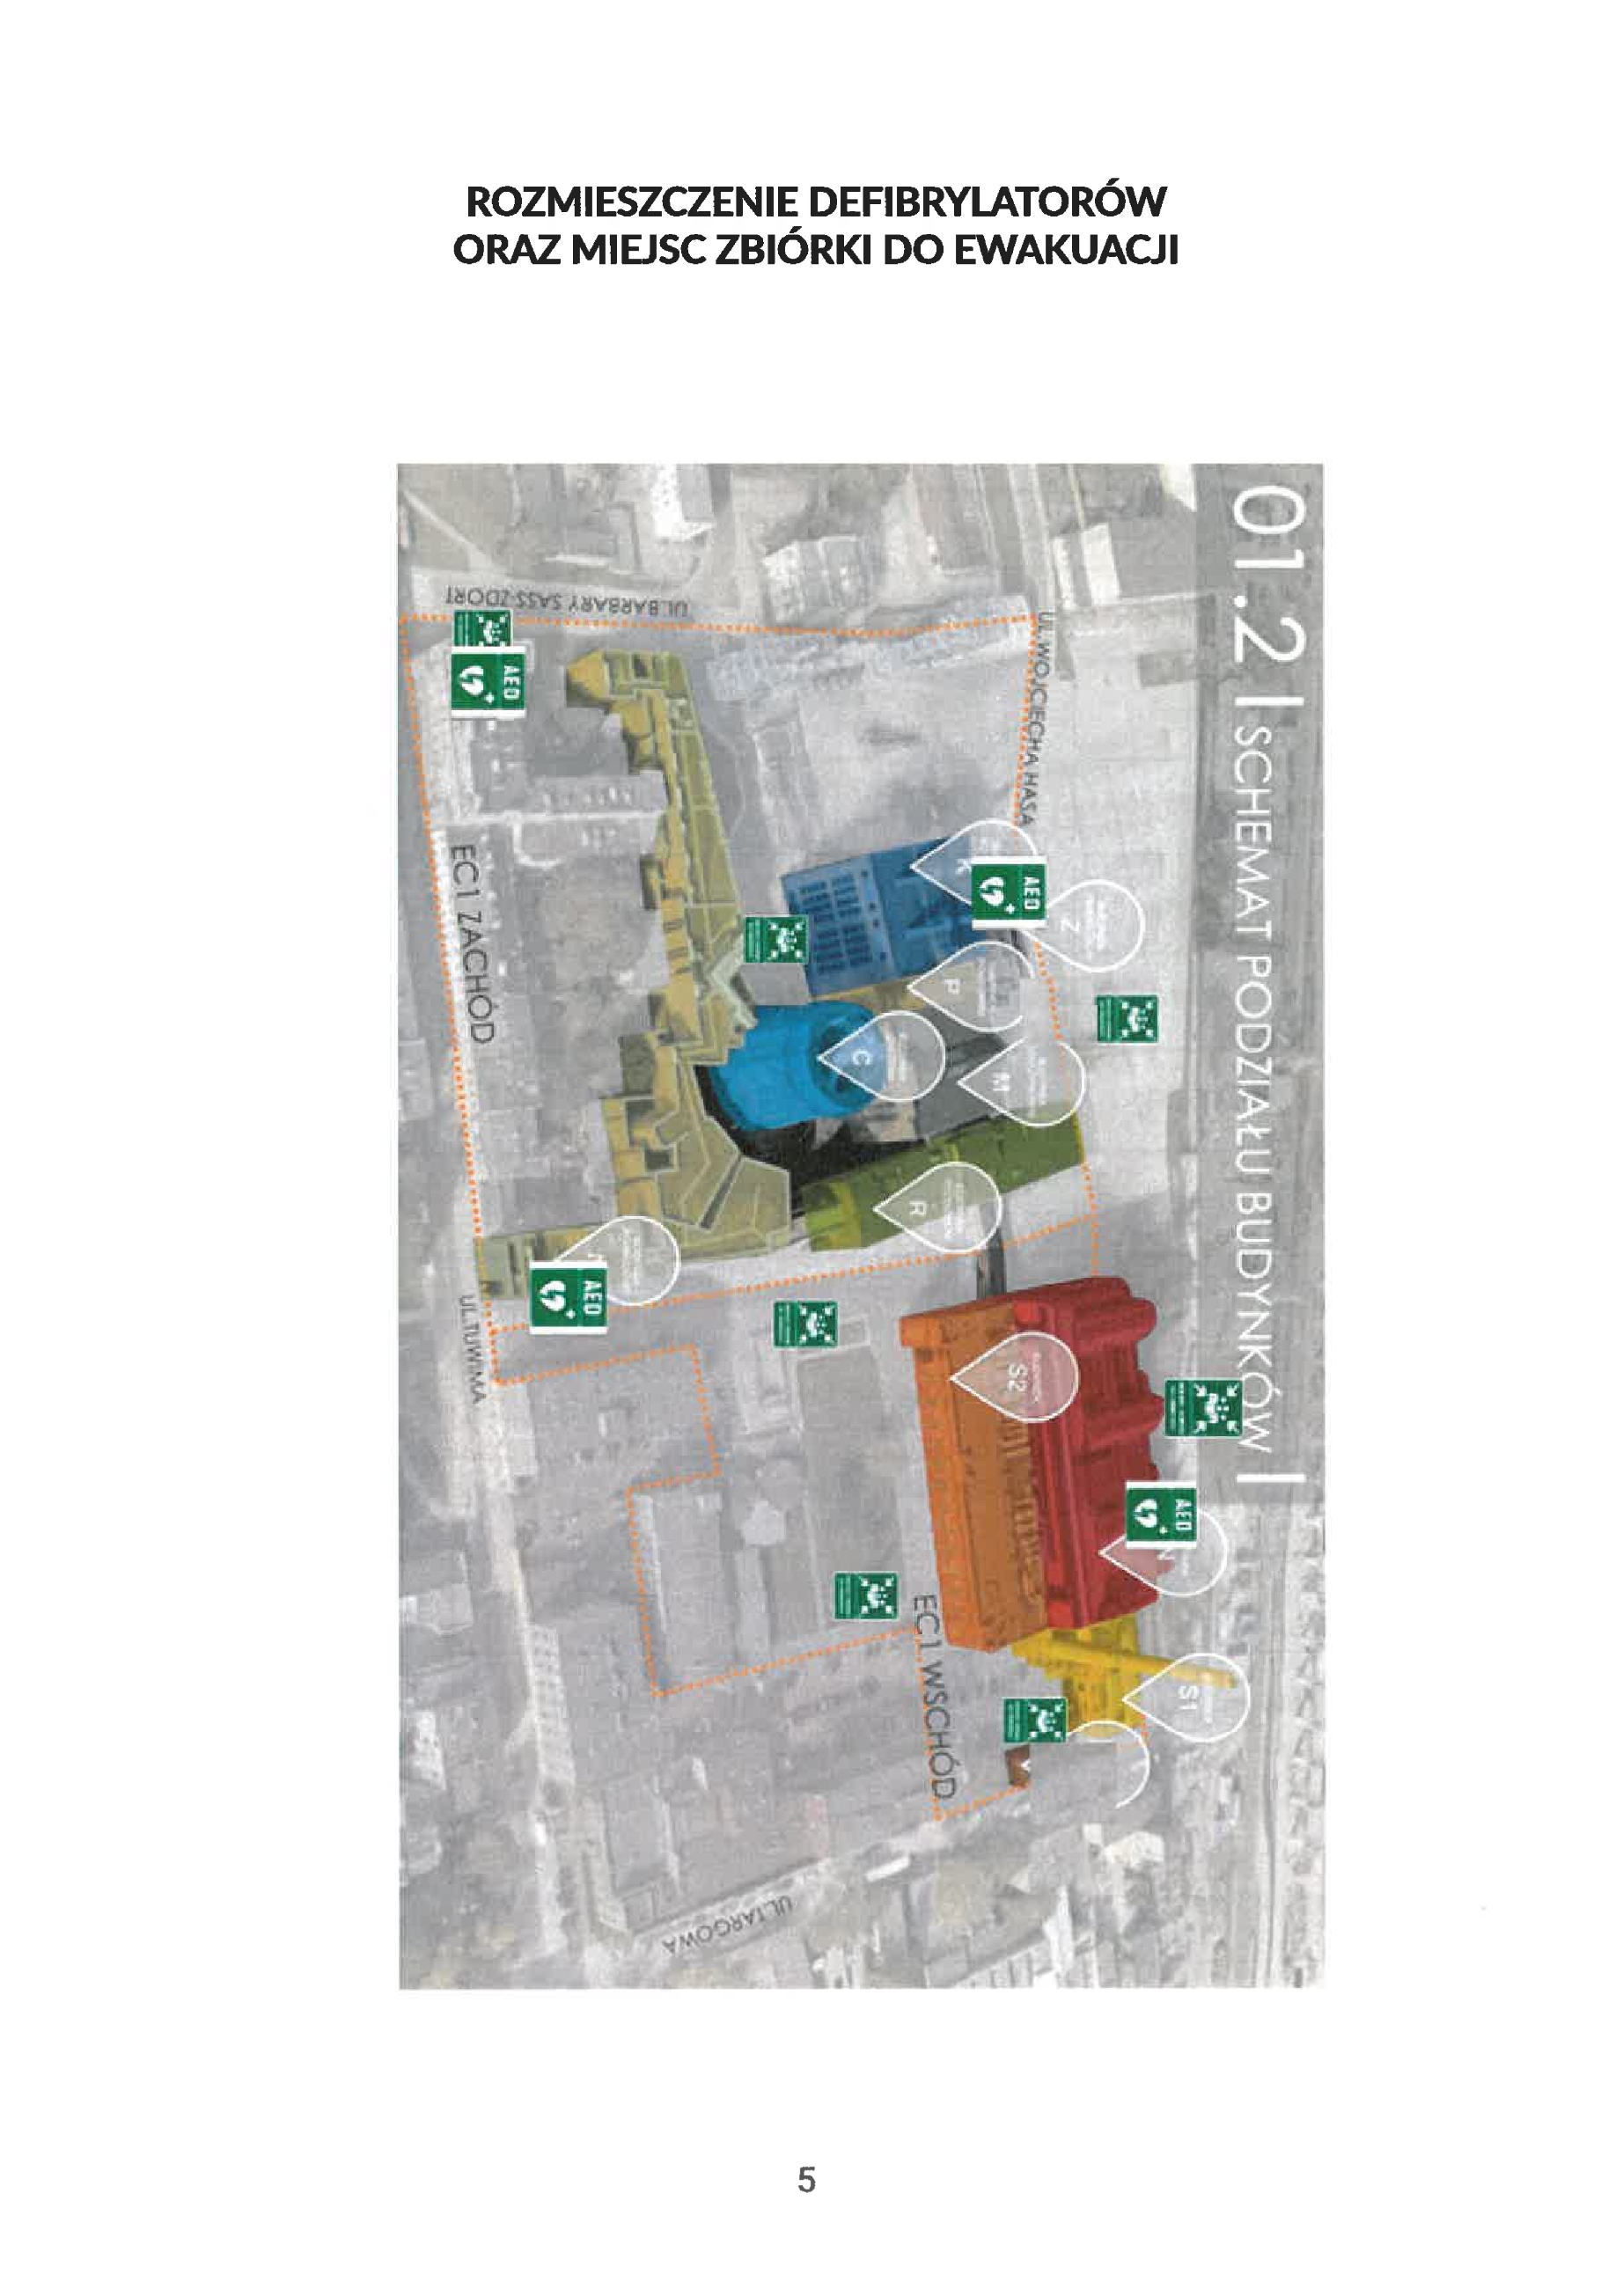 ROZMIESZCZENIE DEFIBRYLATORÓW
ORAZ MIEJSC ZBIÓRKI DO EWAKUACJI
01.2 | SCHEMAT PODZIAŁU BUDYNKÓW |
UL.BARBARY SASS-ZDORT
UL.WOJCIECHA HASA
AED
AED
K
Z
P
C
M
EC1 ZACHÓD
R
AED
UL.TUWIMA
S2
AED
N
EC1 WSCHÓD
S1
UL.TARGOWA
5